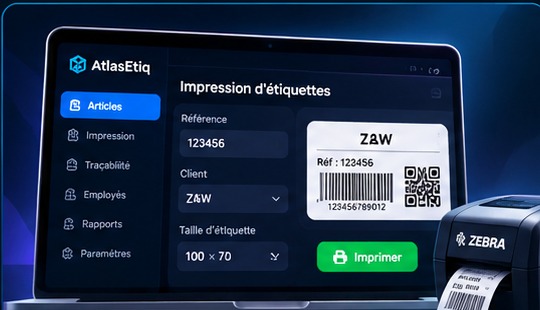 AtlasEtiq
Articles
Impression
Traçabilité
Employés
Rapports
Paramètres
Impression d'étiquettes
Référence
123456
Client
Z&W
Taille d'étiquette
100 × 70
Z&W
Réf : 123456
123456789012
Imprimer
ZEBRA